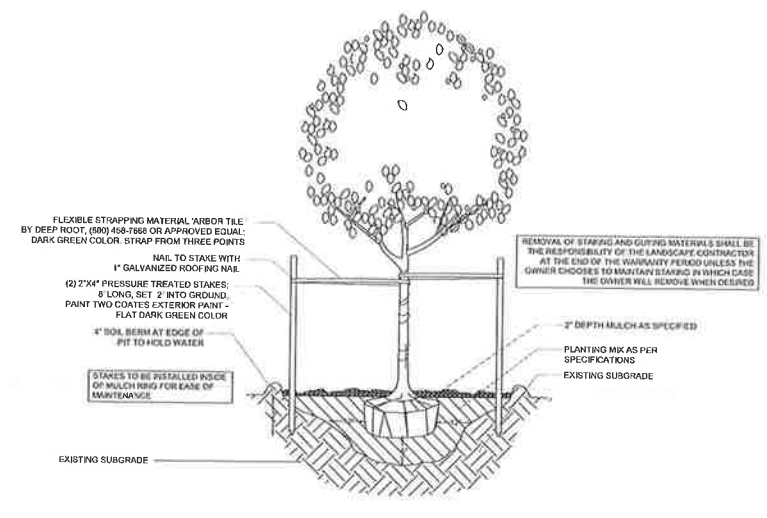 FLEXIBLE STRAPPING MATERIAL 'ARBOR TILE
BY DEEP ROOT, (800) 458-7668 OR APPROVED EQUAL;
DARK GREEN COLOR. STRAP FROM THREE POINTS
NAIL TO STAKE WITH
1" GALVANIZED ROOFING NAIL
(2) 2"X4" PRESSURE TREATED STAKES;
8' LONG, SET 2' INTO GROUND,
PAINT TWO COATES EXTERIOR PAINT -
FLAT DARK GREEN COLOR
4" SOIL BERM AT EDGE OF
PIT TO HOLD WATER
STAKES TO BE INSTALLED INSIDE
OF MULCH RING FOR EASE OF
MAINTENANCE
EXISTING SUBGRADE
REMOVAL OF STAKING AND GUYING MATERIALS SHALL BE
THE RESPONSIBILITY OF THE LANDSCAPE CONTRACTOR
AT THE END OF THE WARRANTY PERIOD UNLESS THE
OWNER CHOOSES TO MAINTAIN STAKING IN WHICH CASE
THE OWNER WILL REMOVE WHEN DESIRED
2" DEPTH MULCH AS SPECIFIED
PLANTING MIX AS PER
SPECIFICATIONS
EXISTING SUBGRADE